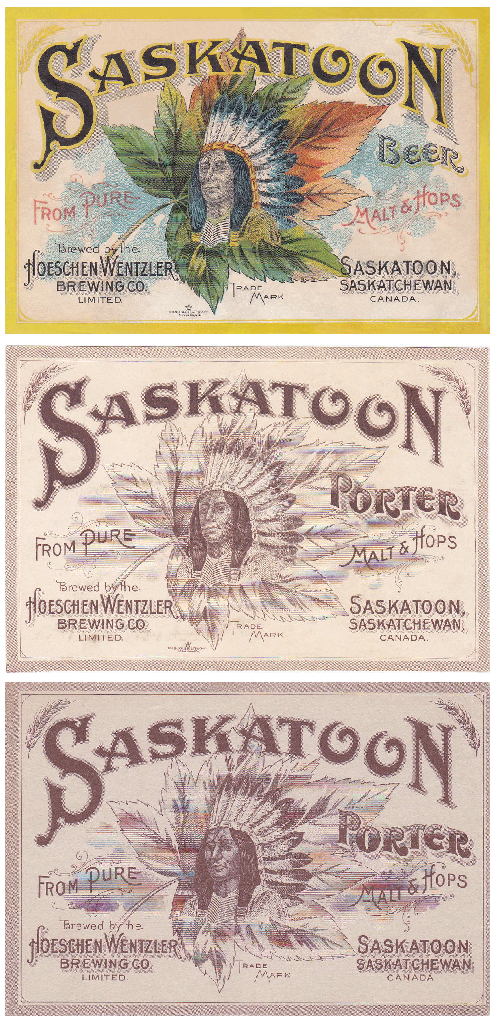 SASKATOON
BEER
FROM PURE
MALT & HOPS
Brewed by the
HOESCHEN WENTZLER
BREWING CO.
LIMITED.
TRADE
MARK
SASKATOON,
SASKATCHEWAN
CANADA.
SASKATOON
PORTER
FROM PURE
MALT & HOPS
Brewed by the
HOESCHEN WENTZLER
BREWING CO.
LIMITED.
TRADE
MARK
SASKATOON,
SASKATCHEWAN,
CANADA.
SASKATOON
PORTER
FROM PURE
MALT & HOPS
Brewed by the
HOESCHEN WENTZLER
BREWING CO.
LIMITED
TRADE
MARK
SASKATOON
SASKATCHEWAN
CANADA